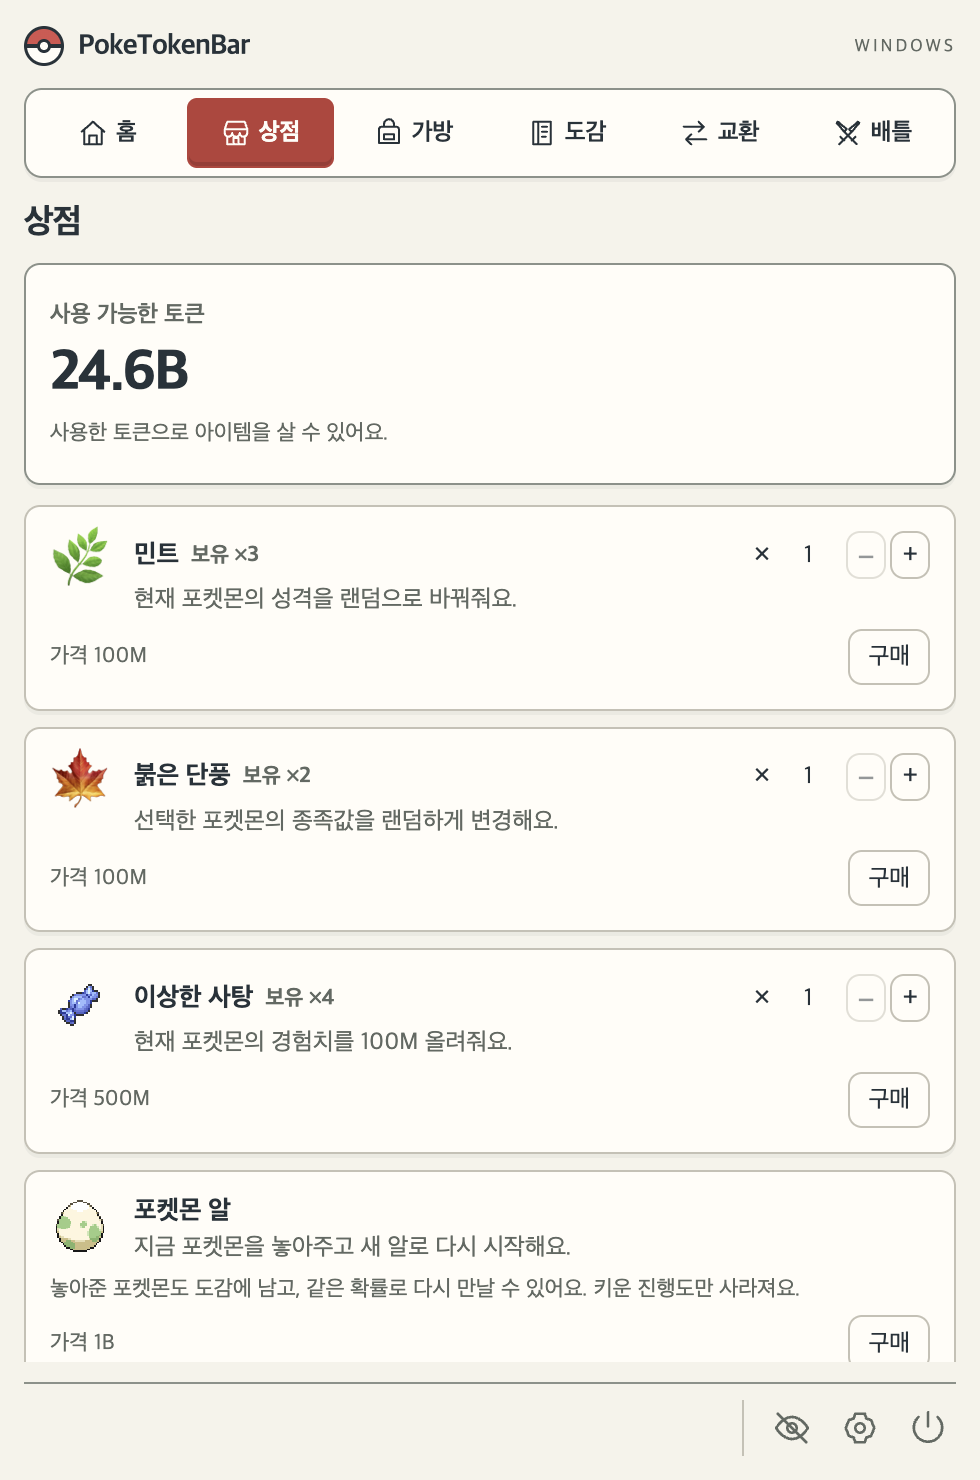 PokeTokenBar
WINDOWS
홈 상점 가방 도감 교환 배틀
상점
사용 가능한 토큰
24.6B
사용한 토큰으로 아이템을 살 수 있어요.
민트 보유 ×3 × 1 – +
현재 포켓몬의 성격을 랜덤으로 바꿔줘요.
가격 100M 구매
붉은 단풍 보유 ×2 × 1 – +
선택한 포켓몬의 종족값을 랜덤하게 변경해요.
가격 100M 구매
이상한 사탕 보유 ×4 × 1 – +
현재 포켓몬의 경험치를 100M 올려줘요.
가격 500M 구매
포켓몬 알
지금 포켓몬을 놓아주고 새 알로 다시 시작해요.
놓아준 포켓몬도 도감에 남고, 같은 확률로 다시 만날 수 있어요. 키운 진행도만 사라져요.
가격 1B 구매